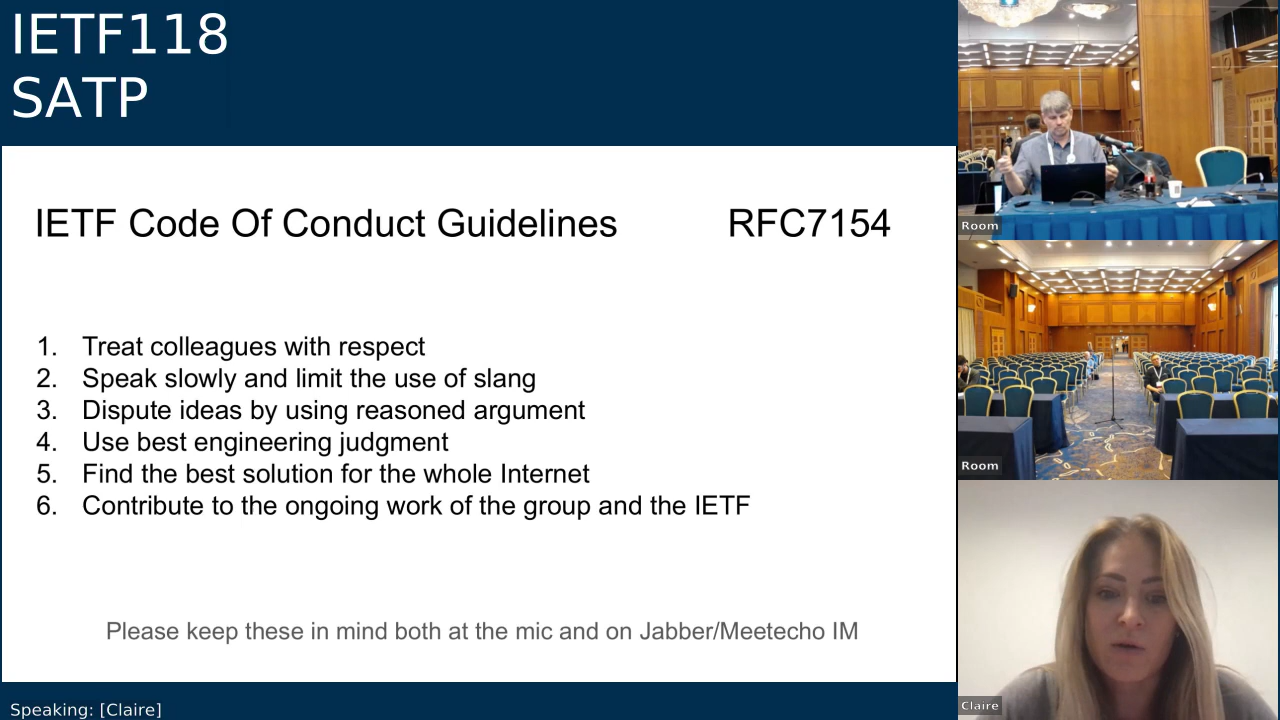 IETF118
SATP
IETF Code Of Conduct Guidelines RFC7154
1. Treat colleagues with respect
2. Speak slowly and limit the use of slang
3. Dispute ideas by using reasoned argument
4. Use best engineering judgment
5. Find the best solution for the whole Internet
6. Contribute to the ongoing work of the group and the IETF
Please keep these in mind both at the mic and on Jabber/Meetecho IM
Speaking: [Claire]
Room
Room
Claire